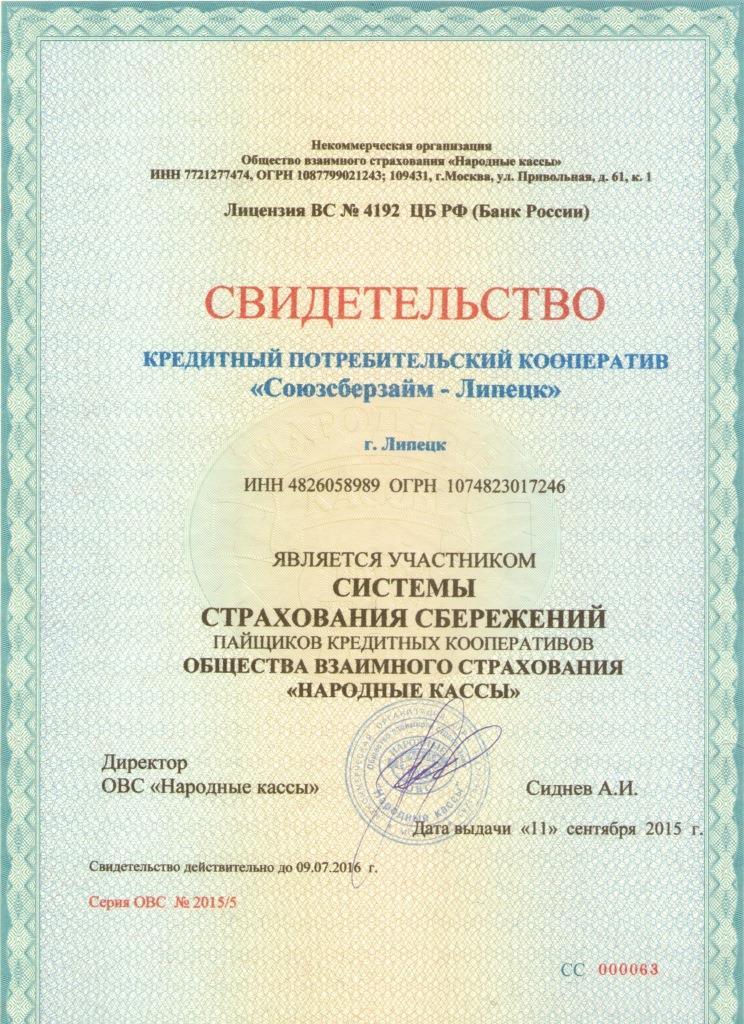 Некоммерческая организация
Общество взаимного страхования «Народные кассы»
ИНН 7721277474, ОГРН 1087799021243; 109431, г.Москва, ул. Привольная, д. 61, к. 1
Лицензия ВС № 4192 ЦБ РФ (Банк России)
СВИДЕТЕЛЬСТВО
КРЕДИТНЫЙ ПОТРЕБИТЕЛЬСКИЙ КООПЕРАТИВ
«Союзсберзайм - Липецк»
г. Липецк
ИНН 4826058989 ОГРН 1074823017246
ЯВЛЯЕТСЯ УЧАСТНИКОМ
СИСТЕМЫ
СТРАХОВАНИЯ СБЕРЕЖЕНИЙ
ПАЙЩИКОВ КРЕДИТНЫХ КООПЕРАТИВОВ
ОБЩЕСТВА ВЗАИМНОГО СТРАХОВАНИЯ
«НАРОДНЫЕ КАССЫ»
Директор
ОВС «Народные кассы»
Сиднев А.И.
Дата выдачи «11» сентября 2015 г.
Свидетельство действительно до 09.07.2016 г.
Серия ОВС № 2015/5
СС 000063